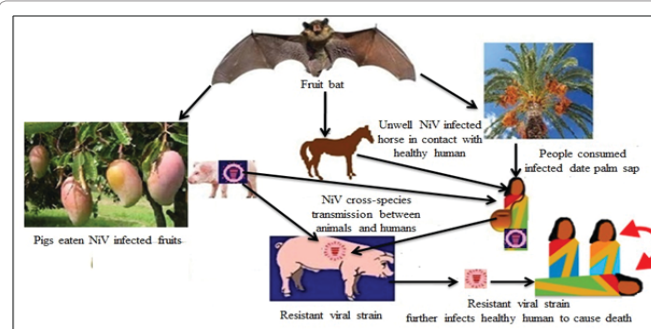 Fruit bat
Unwell NiV infected
horse in contact with
healthy human
People consumed
infected date palm sap
NiV cross-species
transmission between
animals and humans
Pigs eaten NiV infected fruits
Resistant viral strain
Resistant viral strain
further infects healthy human to cause death